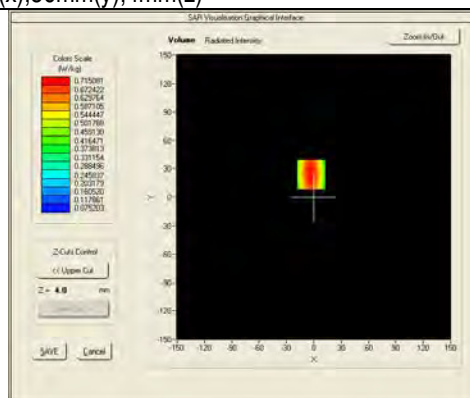 (x),30mm(y),4mm(z)
SAR Visualisation Graphical Interface
Colors Scale
(W/kg)
0.715081
0.672422
0.629764
0.587105
0.544447
0.501788
0.459130
0.416471
0.373813
0.331154
0.288496
0.245837
0.203179
0.160520
0.117861
0.075203
Volume Radiated Intensity
Zoom In/Out
150
120
90
60
30
0
-30
-60
-90
-120
-150
Y
-150 -120 -90 -60 -30 0 30 60 90 120 150
X
Z-Cuts Control
<< Upper Cut
Z = 4.0 mm
SAVE Cancel